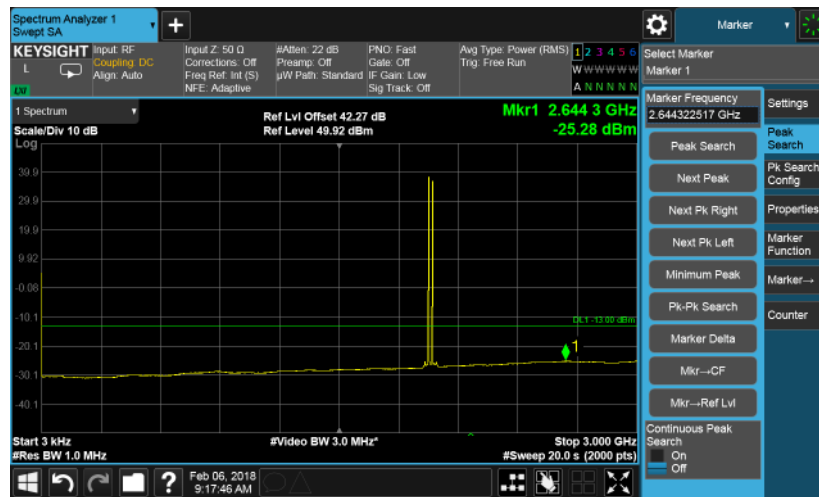 Spectrum Analyzer 1
Swept SA
+
Marker
KEYSIGHT
L
LXI
Input: RF
Coupling: DC
Align: Auto
Input Z: 50 Ω
Corrections: Off
Freq Ref: Int (S)
NFE: Adaptive
#Atten: 22 dB
Preamp: Off
µW Path: Standard
PNO: Fast
Gate: Off
IF Gain: Low
Sig Track: Off
Avg Type: Power (RMS)
Trig: Free Run
1 2 3 4 5 6
W W W W W W
A N N N N N
Select Marker
Marker 1
1 Spectrum
Scale/Div 10 dB
Log
Ref Lvl Offset 42.27 dB
Ref Level 49.92 dBm
Mkr1 2.644 3 GHz
-25.28 dBm
39.9
29.9
19.9
9.92
-0.08
-10.1
-20.1
-30.1
-40.1
DL1 -13.00 dBm
1
Start 3 kHz
#Res BW 1.0 MHz
#Video BW 3.0 MHz*
Stop 3.000 GHz
#Sweep 20.0 s (2000 pts)
Marker Frequency
2.644322517 GHz
Peak Search
Next Peak
Next Pk Right
Next Pk Left
Minimum Peak
Pk-Pk Search
Marker Delta
Mkr→CF
Mkr→Ref Lvl
Continuous Peak
Search
On
Off
Settings
Peak
Search
Pk Search
Config
Properties
Marker
Function
Marker→
Counter
?
Feb 06, 2018
9:17:46 AM